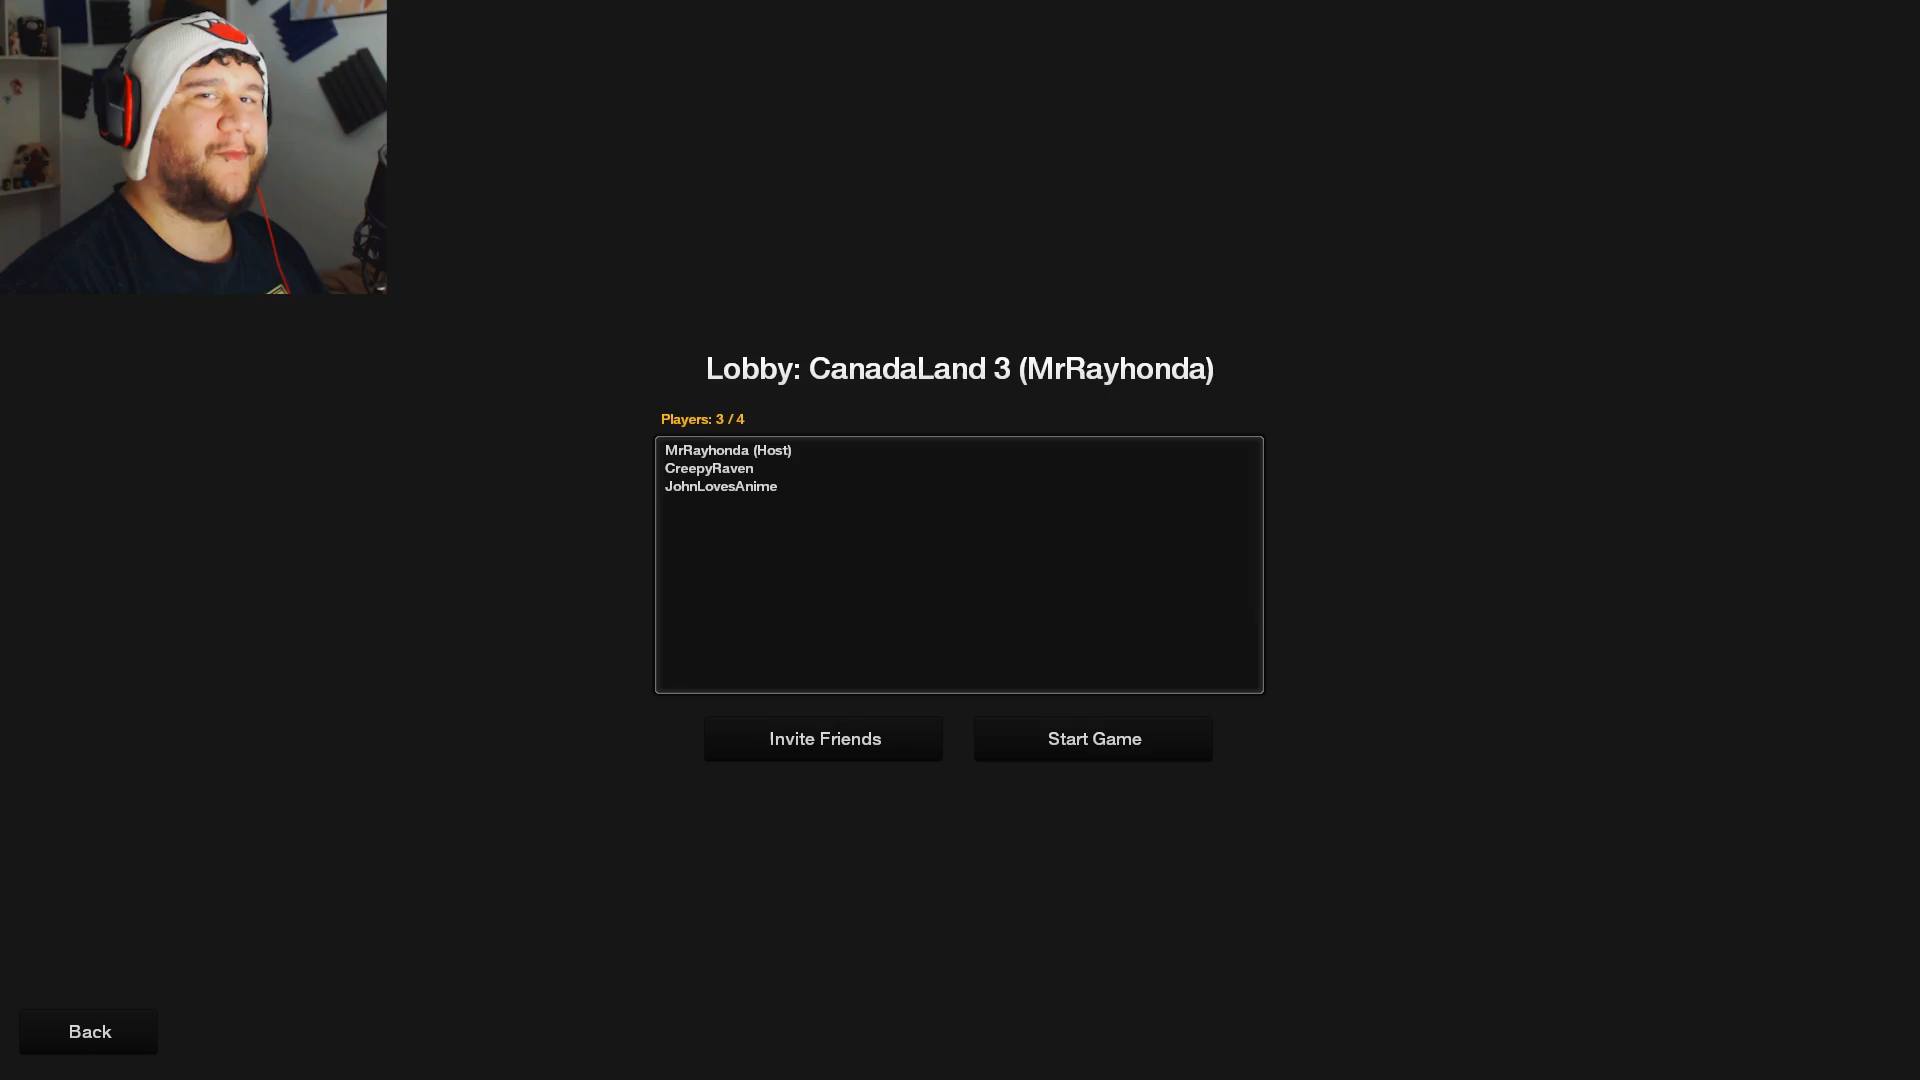 Lobby: CanadaLand 3 (MrRayhonda)
Players: 3 / 4
MrRayhonda (Host)
CreepyRaven
JohnLovesAnime
Invite Friends
Start Game
Back